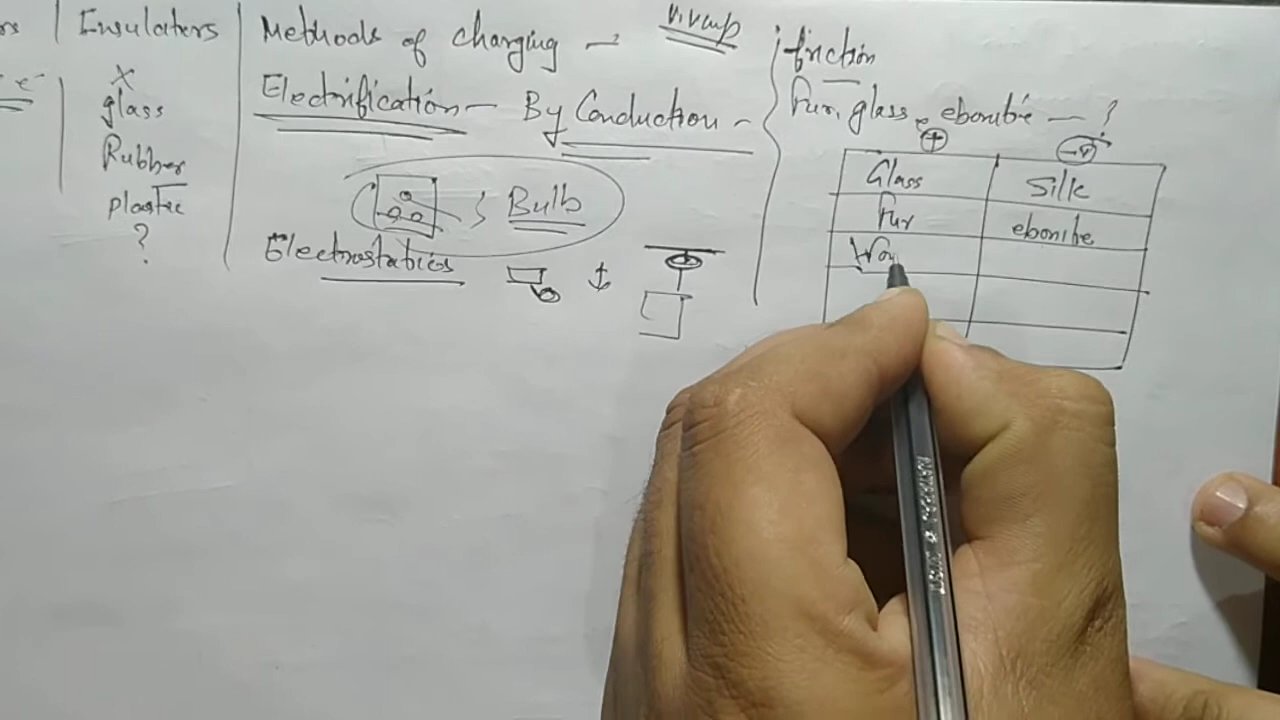 Insulaters
e-
X
glass
Rubber
plastic
?
Methods of charging →
Electrification - By Conduction -
Bulb
Electrostatics
friction
Fur, glass, ebonite — ?
+
Glass Silk
Fur ebonite